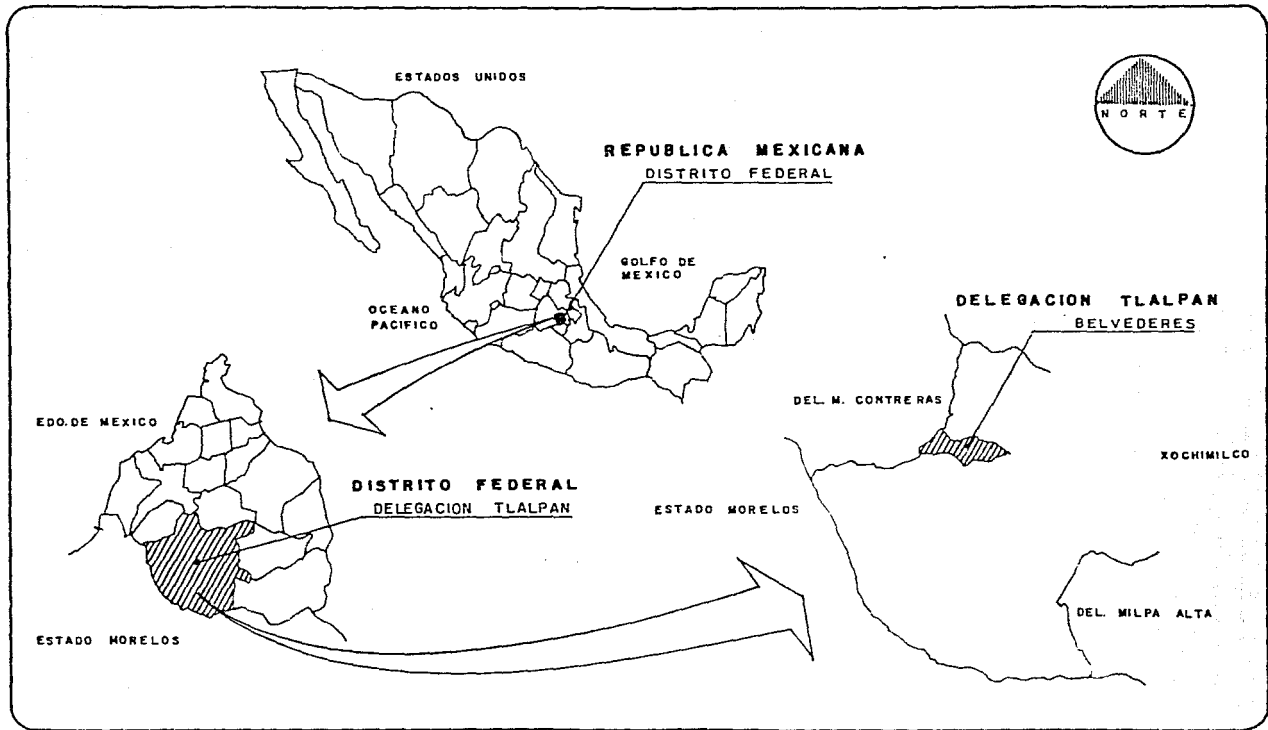 ESTADOS UNIDOS
NORTE
REPUBLICA MEXICANA
DISTRITO FEDERAL
GOLFO DE
MEXICO
OCEANO
PACIFICO
DELEGACION TLALPAN
BELVEDERES
DEL. M. CONTRERAS
EDO. DE MEXICO
XOCHIMILCO
DISTRITO FEDERAL
DELEGACION TLALPAN
ESTADO MORELOS
DEL. MILPA ALTA
ESTADO MORELOS